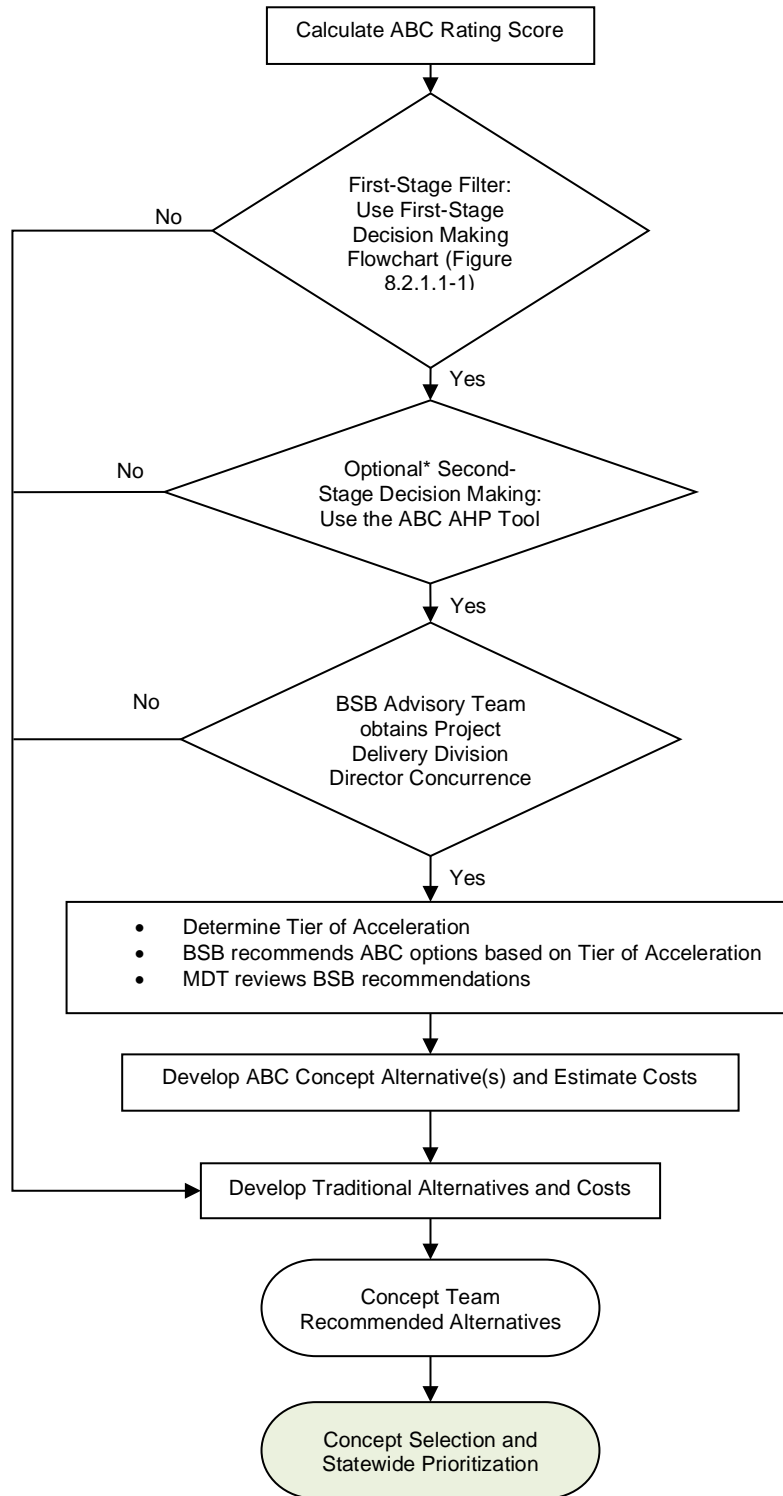 Calculate ABC Rating Score
First-Stage Filter:
Use First-Stage
Decision Making
Flowchart (Figure
8.2.1.1-1)
No
Yes
Optional* Second-
Stage Decision Making:
Use the ABC AHP Tool
No
Yes
BSB Advisory Team
obtains Project
Delivery Division
Director Concurrence
No
Yes
• Determine Tier of Acceleration
• BSB recommends ABC options based on Tier of Acceleration
• MDT reviews BSB recommendations
Develop ABC Concept Alternative(s) and Estimate Costs
Develop Traditional Alternatives and Costs
Concept Team
Recommended Alternatives
Concept Selection and
Statewide Prioritization